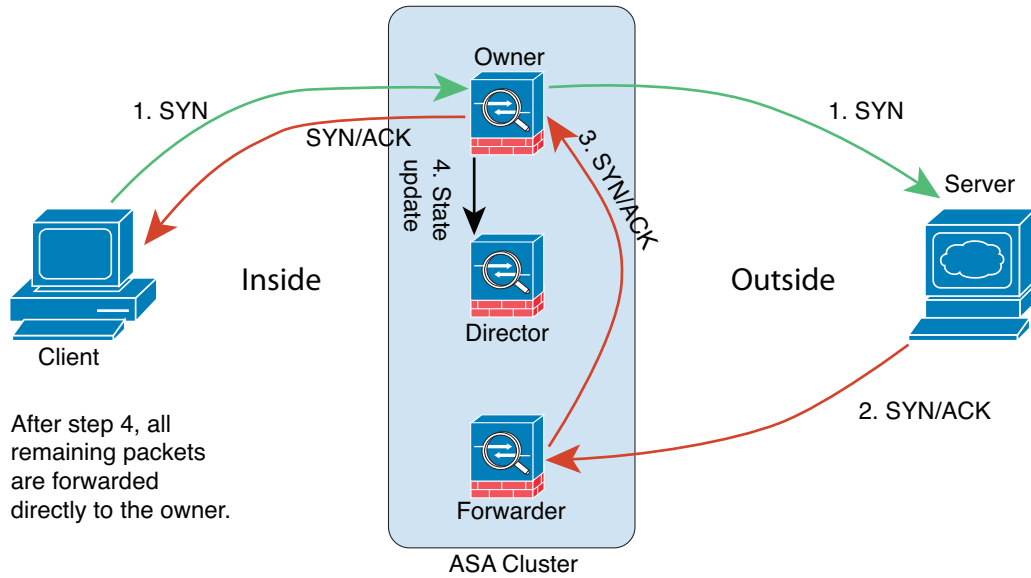 Owner
1. SYN
1. SYN
SYN/ACK
3. SYN/ACK
4. State
update
Server
Inside
Outside
Director
Client
2. SYN/ACK
After step 4, all
remaining packets
are forwarded
directly to the owner.
Forwarder
ASA Cluster